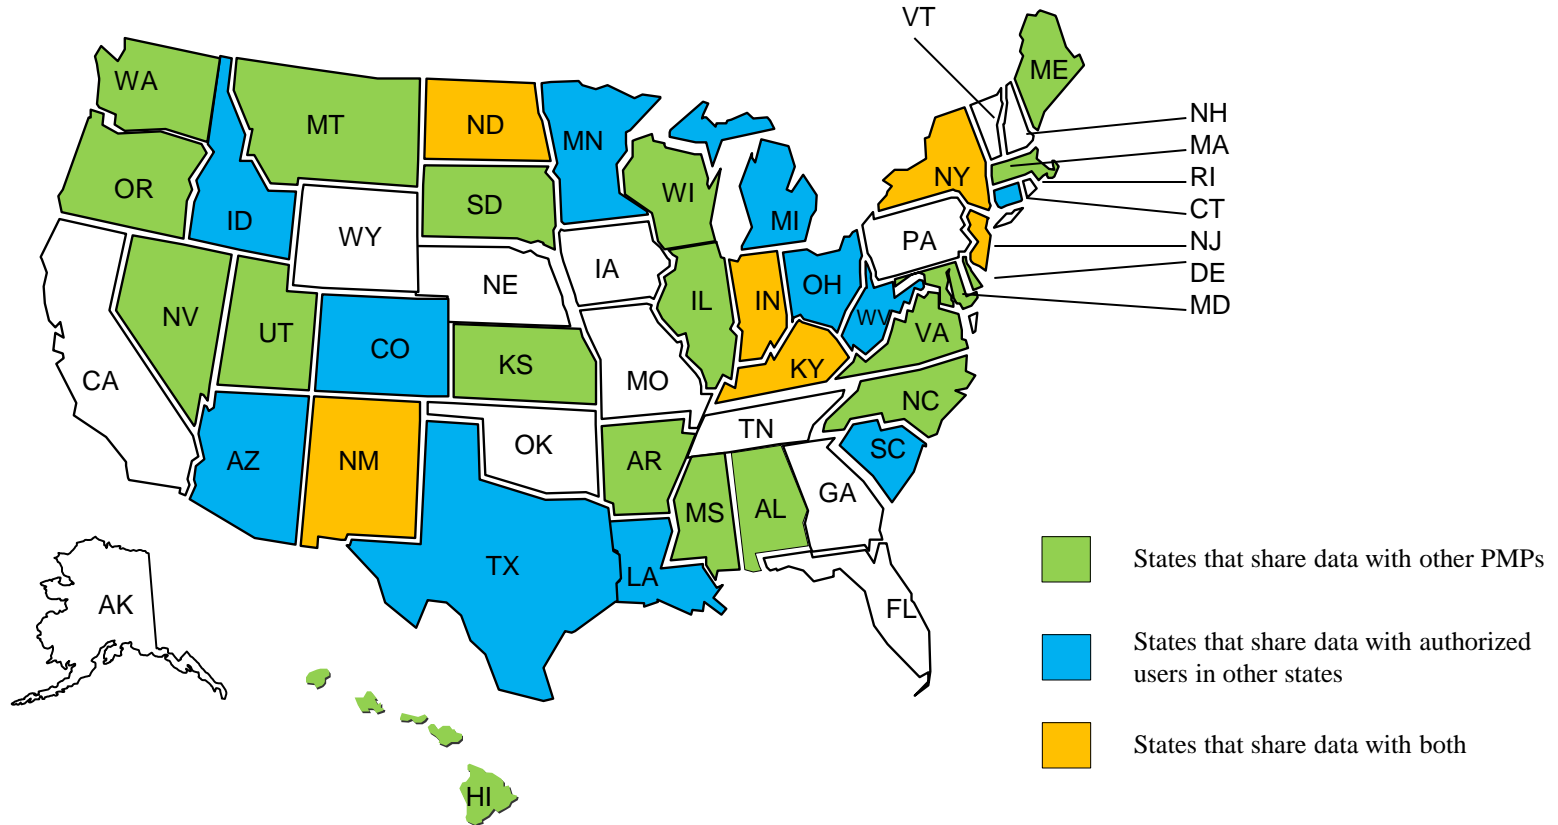 VT
ME
WA
MT
ND
MN
NH
MA
OR
ID
SD
WI
MI
NY
RI
CT
WY
PA
NJ
IA
NE
OH
DE
IL
IN
MD
NV
UT
WV
VA
CO
KS
KY
CA
MO
NC
TN
OK
SC
AZ
NM
AR
GA
MS
AL
TX
LA
AK
FL
HI
States that share data with other PMPs
States that share data with authorized
users in other states
States that share data with both